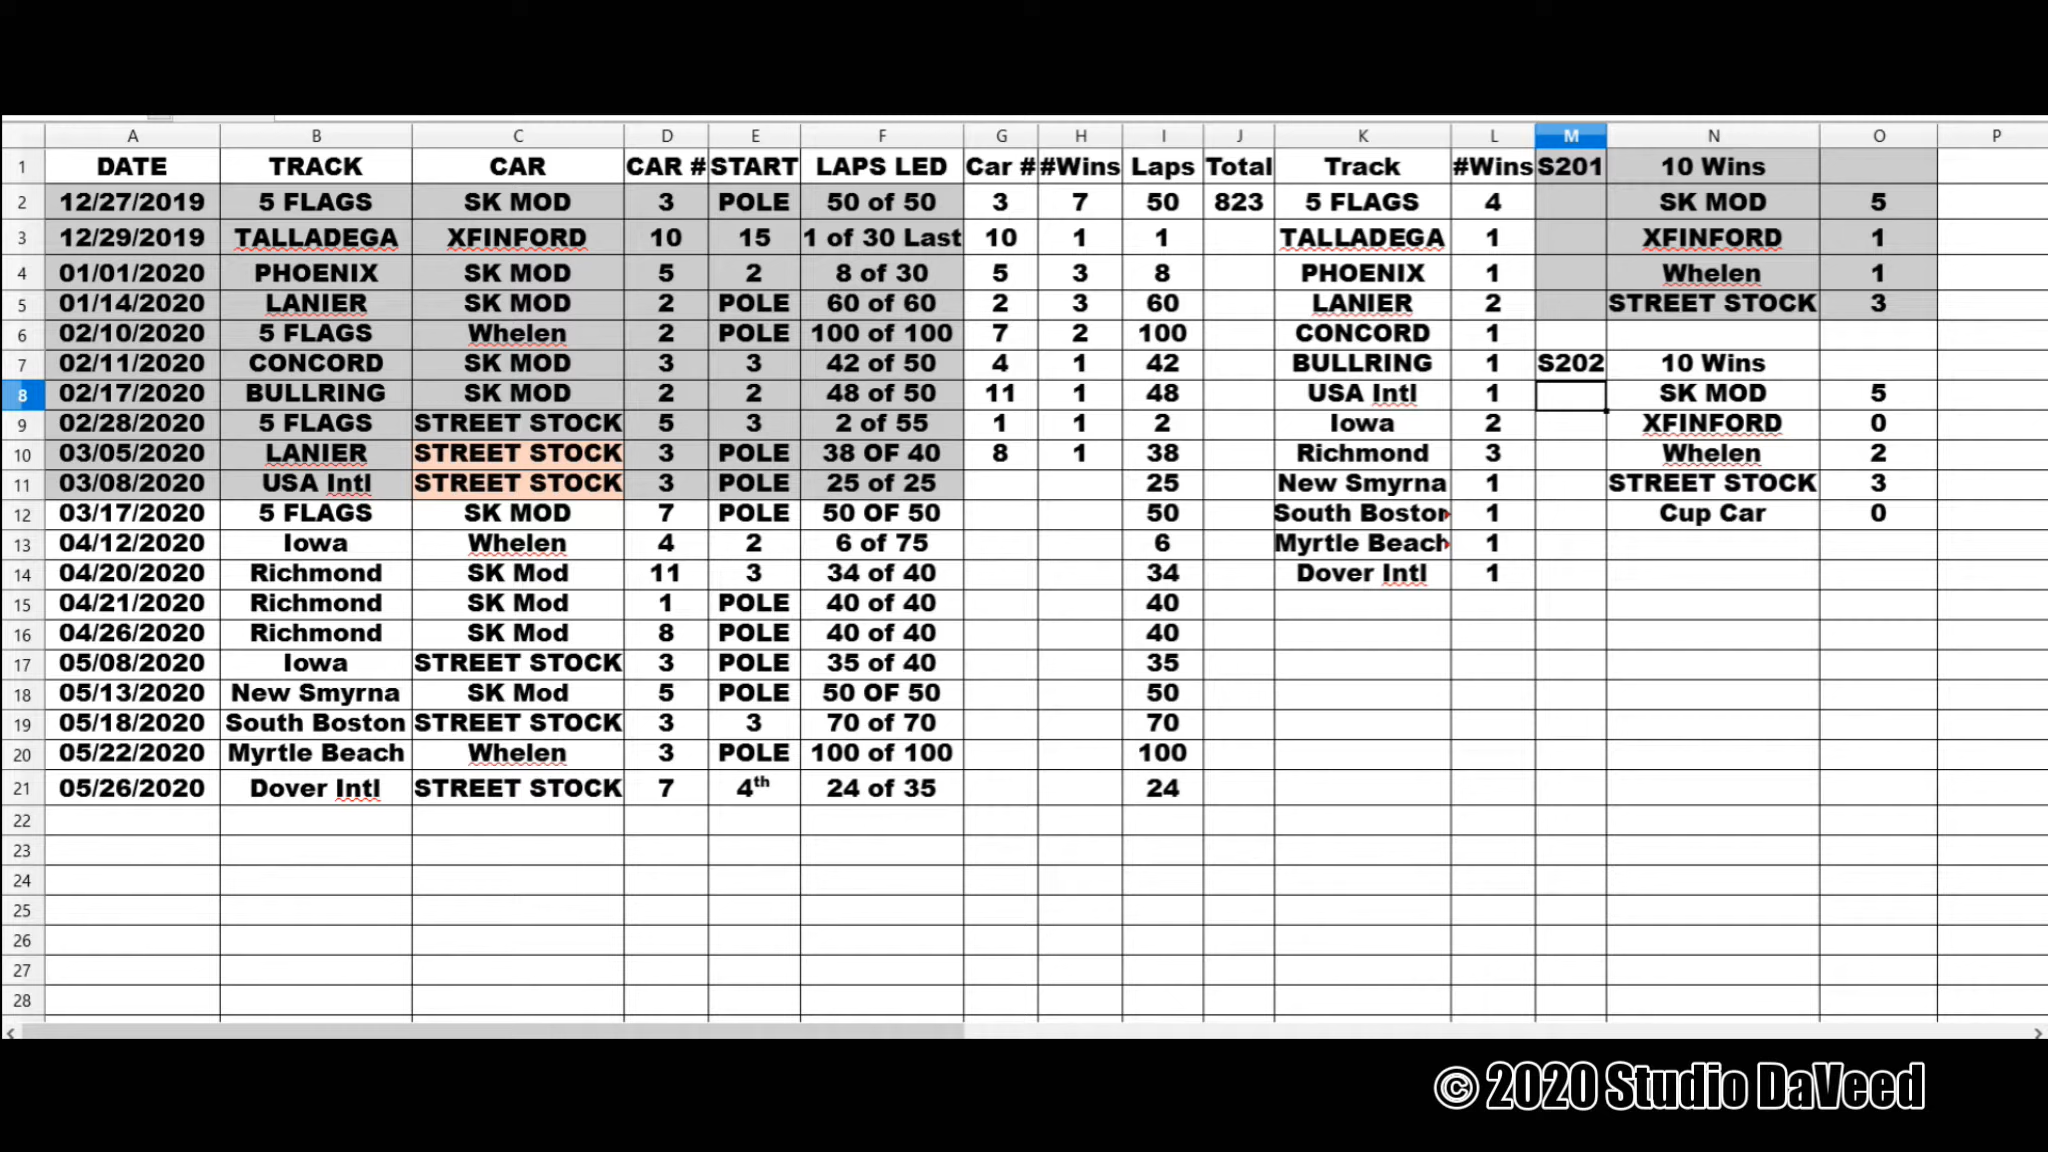 A B C D E F G H I J K L M N O P
1 DATE TRACK CAR CAR # START LAPS LED Car # #Wins Laps Total Track #Wins S201 10 Wins
2 12/27/2019 5 FLAGS SK MOD 3 POLE 50 of 50 3 7 50 823 5 FLAGS 4 SK MOD 5
3 12/29/2019 TALLADEGA XFINFORD 10 15 1 of 30 Last 10 1 1 TALLADEGA 1 XFINFORD 1
4 01/01/2020 PHOENIX SK MOD 5 2 8 of 30 5 3 8 PHOENIX 1 Whelen 1
5 01/14/2020 LANIER SK MOD 2 POLE 60 of 60 2 3 60 LANIER 2 STREET STOCK 3
6 02/10/2020 5 FLAGS Whelen 2 POLE 100 of 100 7 2 100 CONCORD 1
7 02/11/2020 CONCORD SK MOD 3 3 42 of 50 4 1 42 BULLRING 1 S202 10 Wins
8 02/17/2020 BULLRING SK MOD 2 2 48 of 50 11 1 48 USA Intl 1 SK MOD 5
9 02/28/2020 5 FLAGS STREET STOCK 5 3 2 of 55 1 1 2 Iowa 2 XFINFORD 0
10 03/05/2020 LANIER STREET STOCK 3 POLE 38 OF 40 8 1 38 Richmond 3 Whelen 2
11 03/08/2020 USA Intl STREET STOCK 3 POLE 25 of 25 25 New Smyrna 1 STREET STOCK 3
12 03/17/2020 5 FLAGS SK MOD 7 POLE 50 OF 50 50 South Boston 1 Cup Car 0
13 04/12/2020 Iowa Whelen 4 2 6 of 75 6 Myrtle Beach 1
14 04/20/2020 Richmond SK Mod 11 3 34 of 40 34 Dover Intl 1
15 04/21/2020 Richmond SK Mod 1 POLE 40 of 40 40
16 04/26/2020 Richmond SK Mod 8 POLE 40 of 40 40
17 05/08/2020 Iowa STREET STOCK 3 POLE 35 of 40 35
18 05/13/2020 New Smyrna SK Mod 5 POLE 50 OF 50 50
19 05/18/2020 South Boston STREET STOCK 3 3 70 of 70 70
20 05/22/2020 Myrtle Beach Whelen 3 POLE 100 of 100 100
21 05/26/2020 Dover Intl STREET STOCK 7 4th 24 of 35 24
22
23
24
25
26
27
28
© 2020 Studio DaVeed